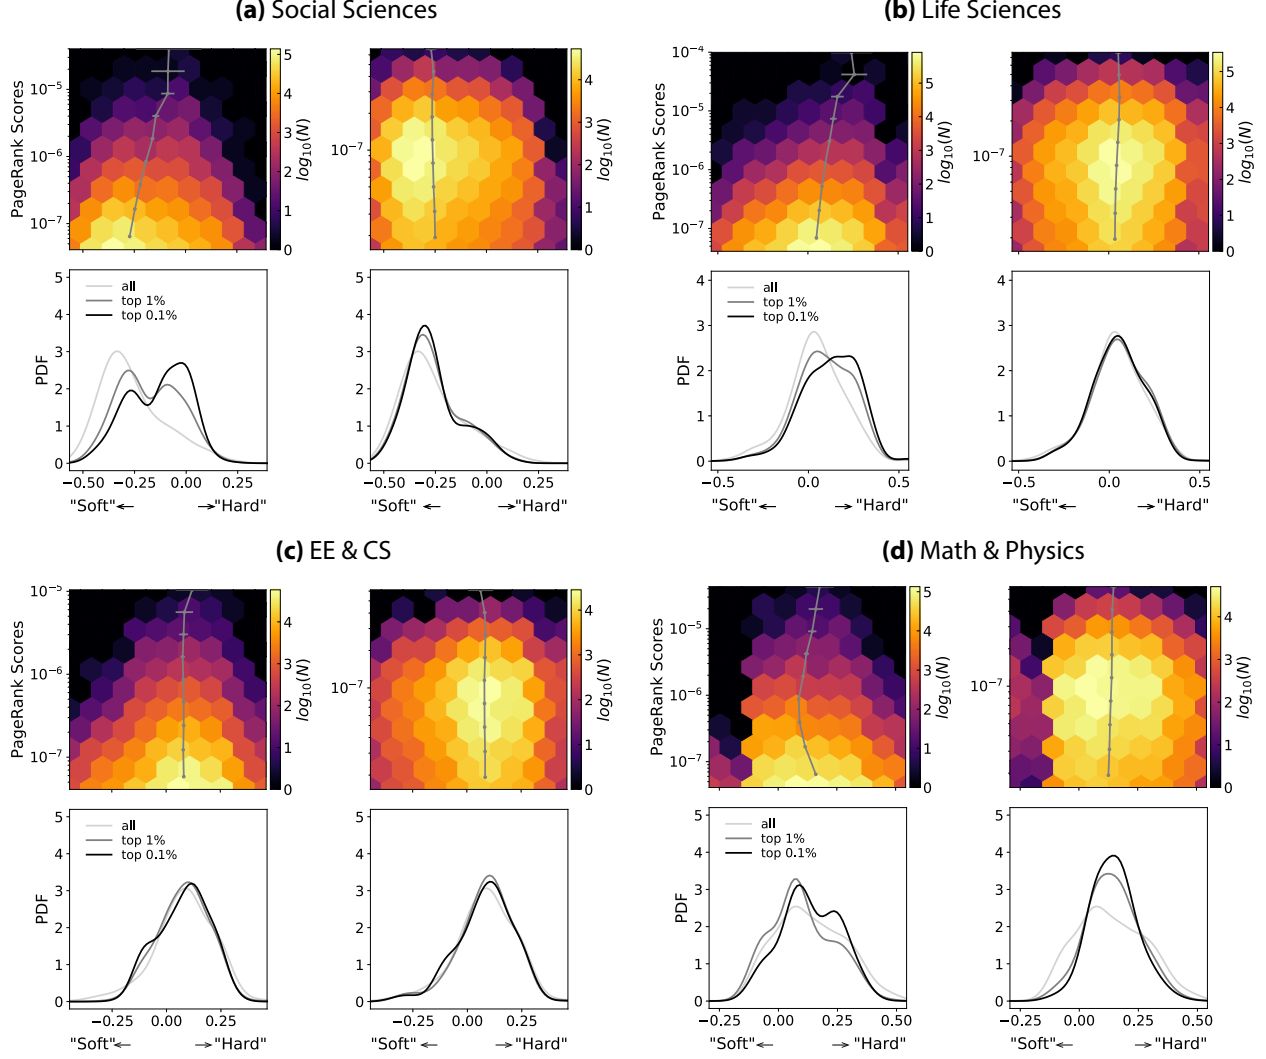 (a) Social Sciences
(b) Life Sciences
PageRank Scores
10⁻⁵
10⁻⁶
10⁻⁷
5
4
3
2
1
0
log₁₀(N)
10⁻⁷
4
3
2
1
0
log₁₀(N)
PageRank Scores
10⁻⁴
10⁻⁵
10⁻⁶
10⁻⁷
5
4
3
2
1
0
log₁₀(N)
10⁻⁷
5
4
3
2
1
0
log₁₀(N)
PDF
5
4
3
2
1
0
all
top 1%
top 0.1%
−0.50 −0.25 0.00 0.25
"Soft"← →"Hard"
5
4
3
2
1
0
−0.50 −0.25 0.00 0.25
"Soft" ← →"Hard"
PDF
4
3
2
1
0
all
top 1%
top 0.1%
−0.5 0.0 0.5
"Soft"← →"Hard"
4
3
2
1
0
−0.5 0.0 0.5
"Soft"← →"Hard"
(c) EE & CS
(d) Math & Physics
PageRank Scores
10⁻⁵
10⁻⁶
10⁻⁷
4
3
2
1
0
log₁₀(N)
10⁻⁷
4
3
2
1
0
log₁₀(N)
PageRank Scores
10⁻⁵
10⁻⁶
10⁻⁷
5
4
3
2
1
0
log₁₀(N)
10⁻⁷
4
3
2
1
0
log₁₀(N)
PDF
5
4
3
2
1
0
all
top 1%
top 0.1%
−0.25 0.00 0.25
"Soft"← →"Hard"
5
4
3
2
1
0
−0.25 0.00 0.25
"Soft"← →"Hard"
PDF
5
4
3
2
1
0
all
top 1%
top 0.1%
−0.25 0.00 0.25 0.50
"Soft"← →"Hard"
5
4
3
2
1
0
−0.25 0.00 0.25 0.50
"Soft"← →"Hard"